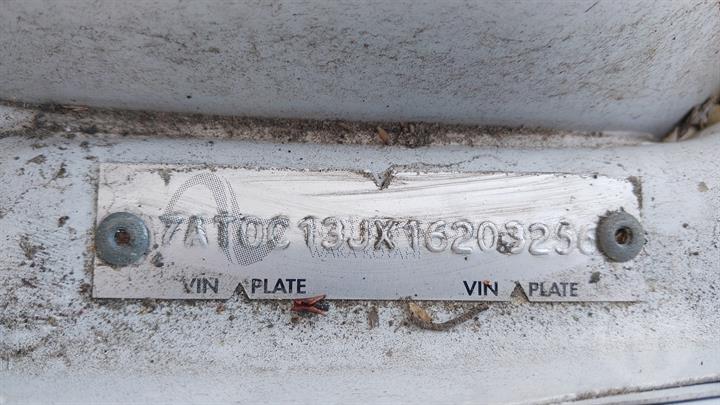 7AT0C13JX16203256
WAKA KOTAHI
VIN PLATE VIN PLATE